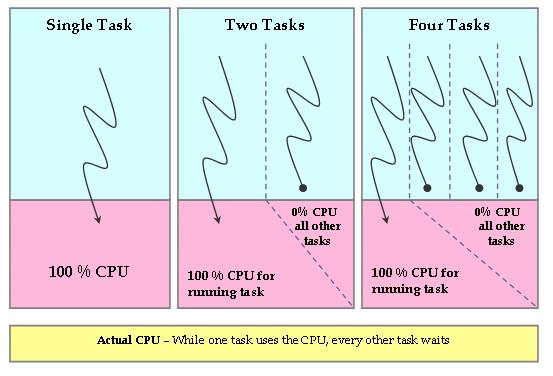 Single Task
100 % CPU
Two Tasks
0% CPU
all other
tasks
100 % CPU for
running task
Four Tasks
0% CPU
all other
tasks
100 % CPU for
running task
Actual CPU – While one task uses the CPU, every other task waits